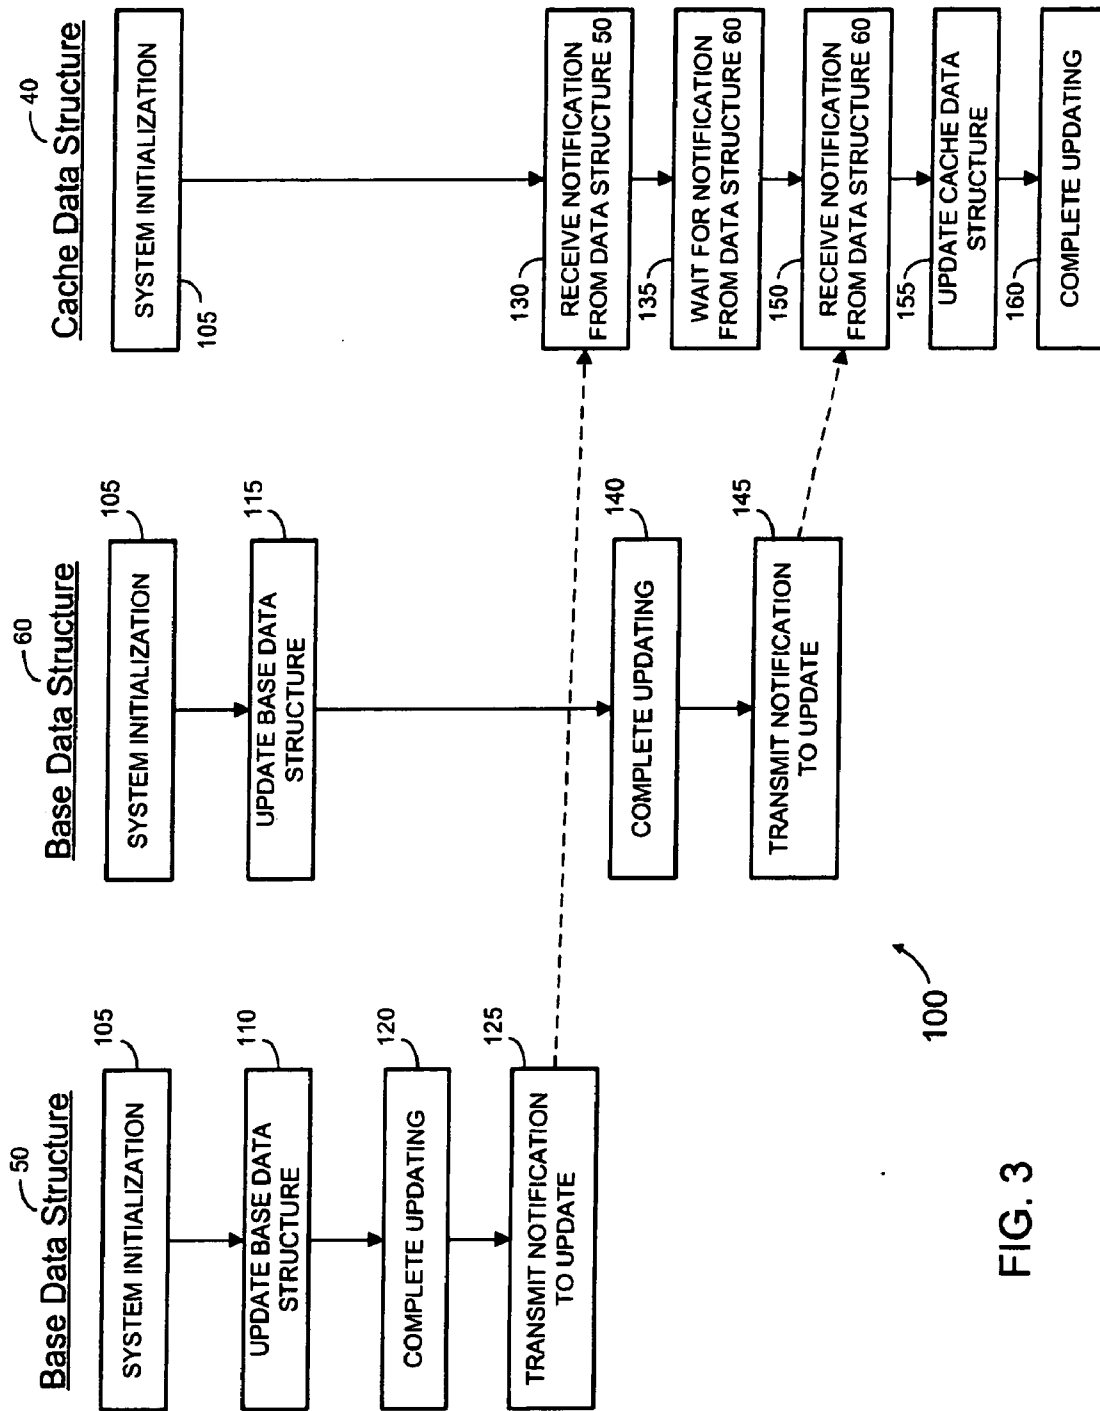 50
Base Data Structure
105
SYSTEM INITIALIZATION
110
UPDATE BASE DATA
STRUCTURE
120
COMPLETE UPDATING
125
TRANSMIT NOTIFICATION
TO UPDATE
60
Base Data Structure
105
SYSTEM INITIALIZATION
115
UPDATE BASE DATA
STRUCTURE
140
COMPLETE UPDATING
145
TRANSMIT NOTIFICATION
TO UPDATE
40
Cache Data Structure
SYSTEM INITIALIZATION
105
130
RECEIVE NOTIFICATION
FROM DATA STRUCTURE 50
135
WAIT FOR NOTIFICATION
FROM DATA STRUCTURE 60
150
RECEIVE NOTIFICATION
FROM DATA STRUCTURE 60
155
UPDATE CACHE DATA
STRUCTURE
160
COMPLETE UPDATING
100
FIG. 3